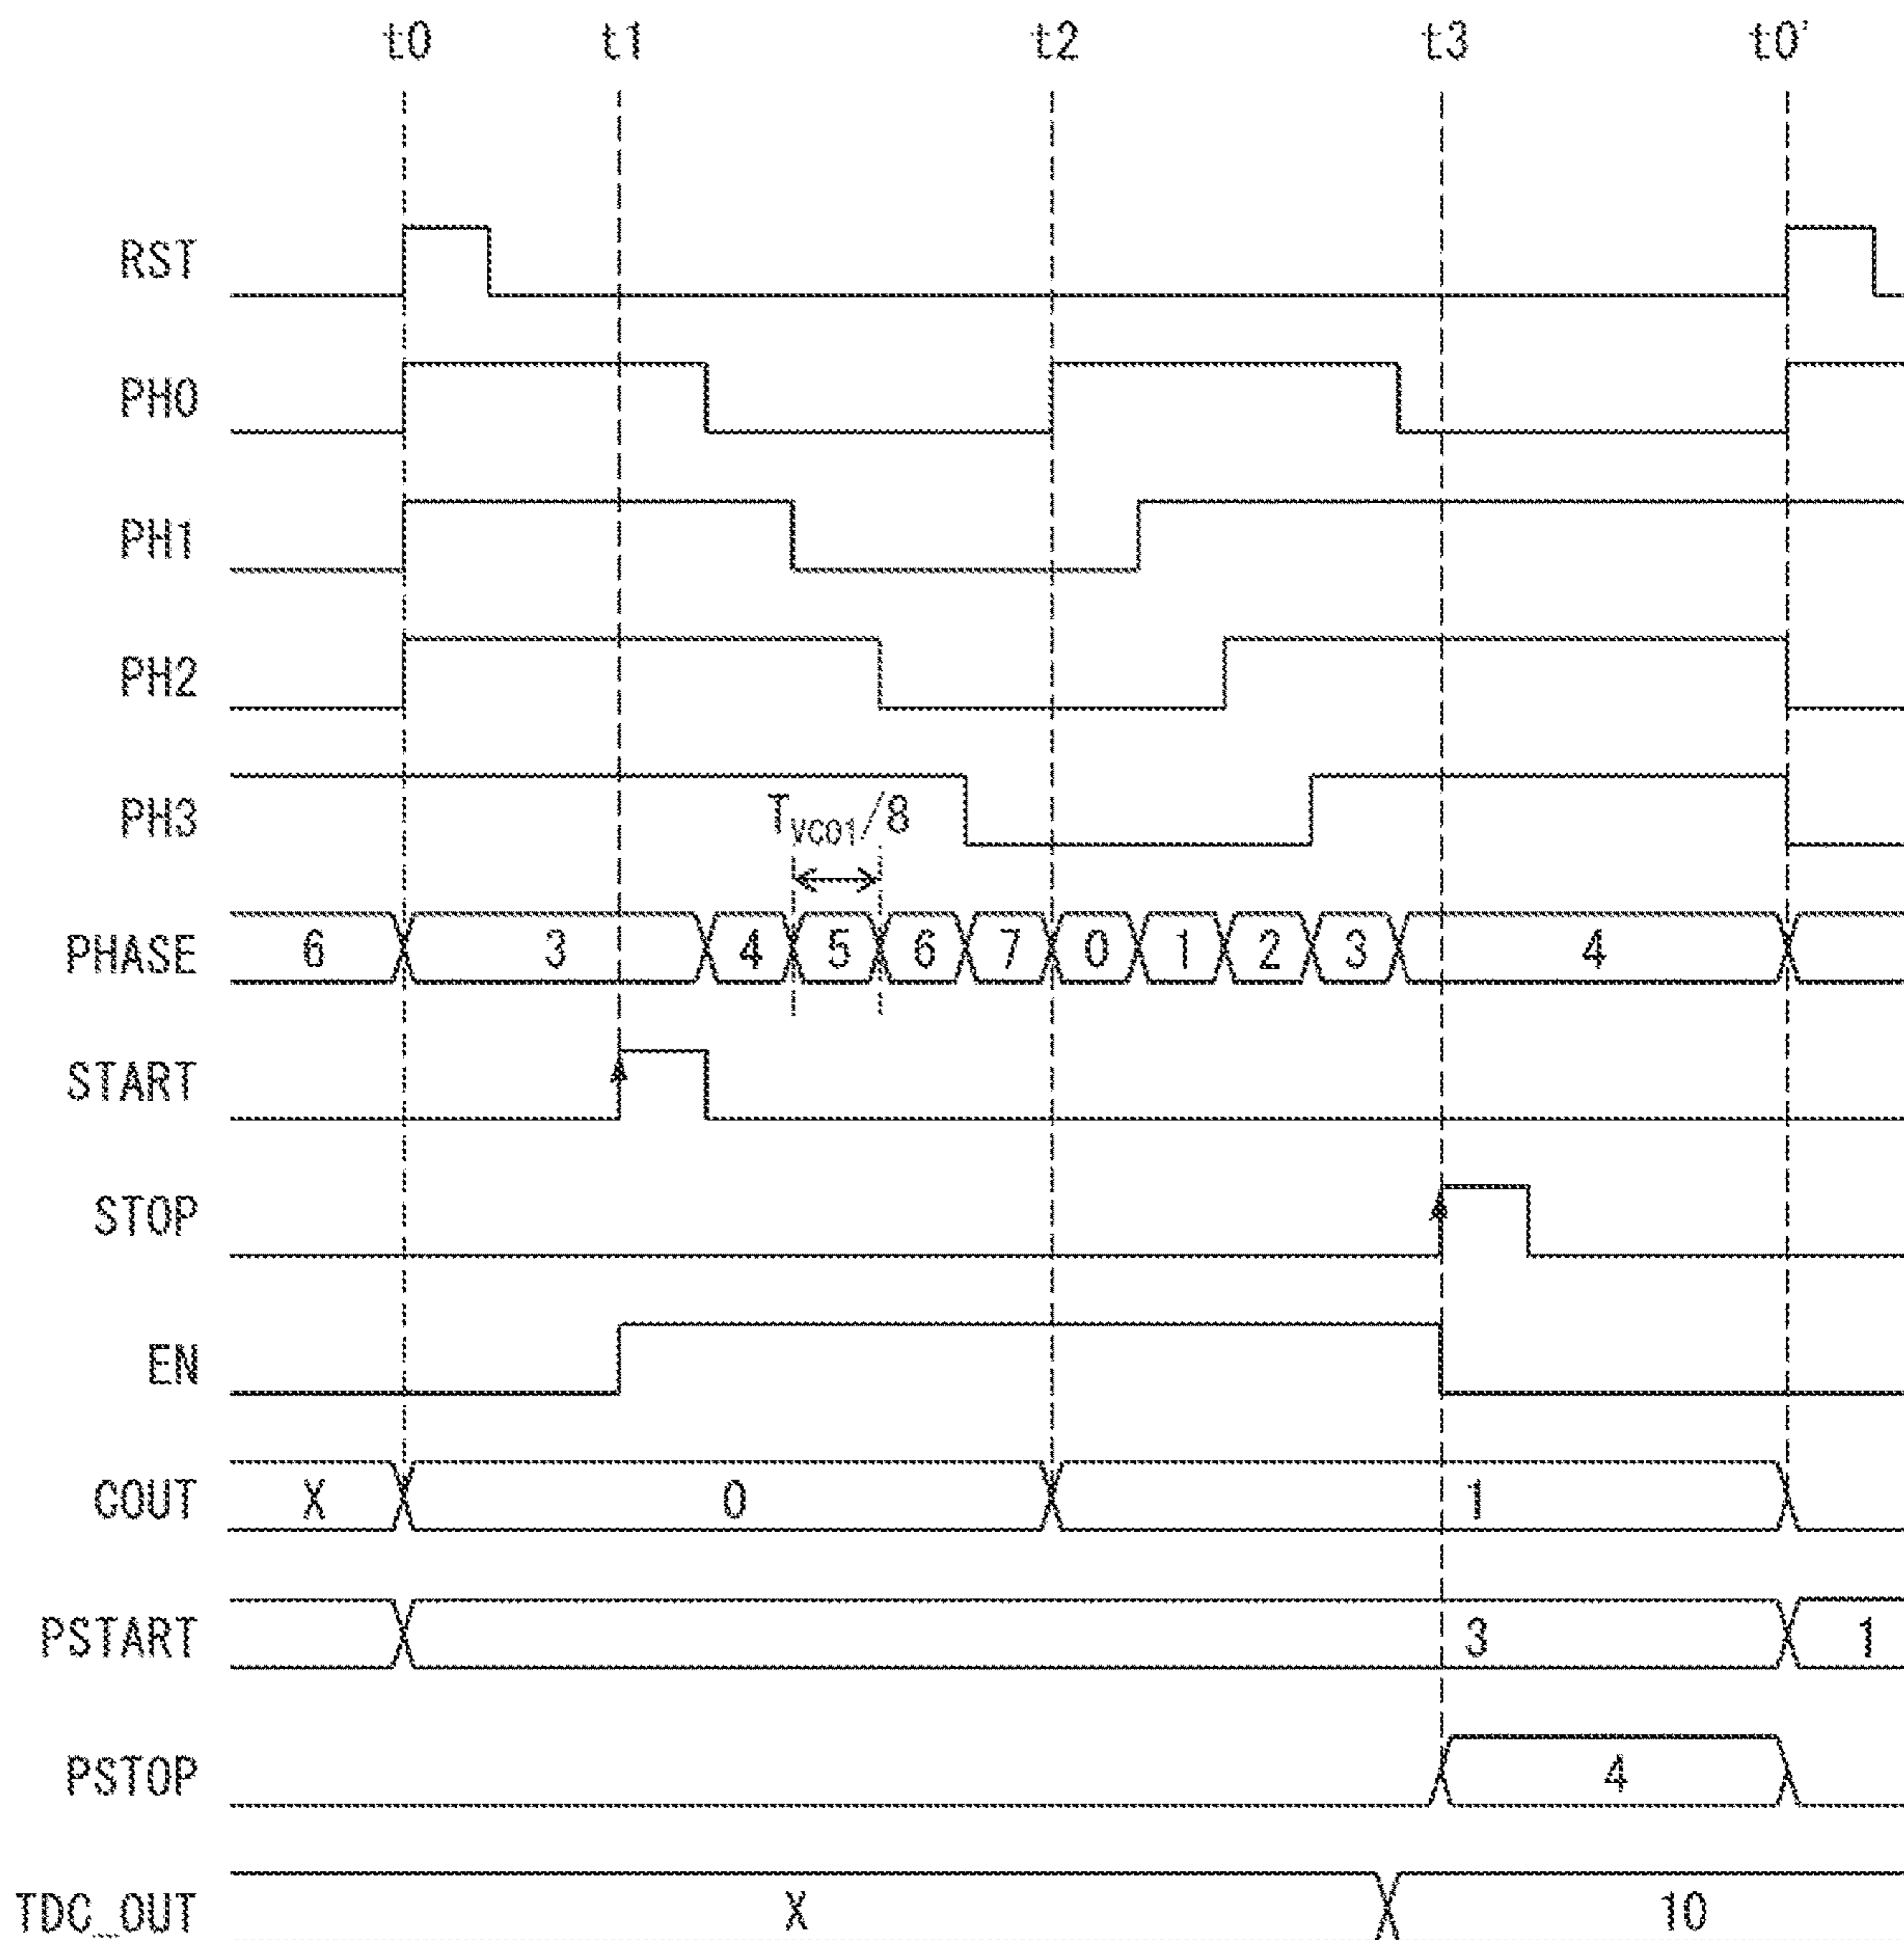 t0 t1 t2 t3 t0'
RST
PH0
PH1
PH2
PH3
T_VCO1/8
PHASE 6 3 4 5 6 7 0 1 2 3 4
START
STOP
EN
COUT X 0 1
PSTART 3 1
PSTOP 4
TDC_OUT X 10